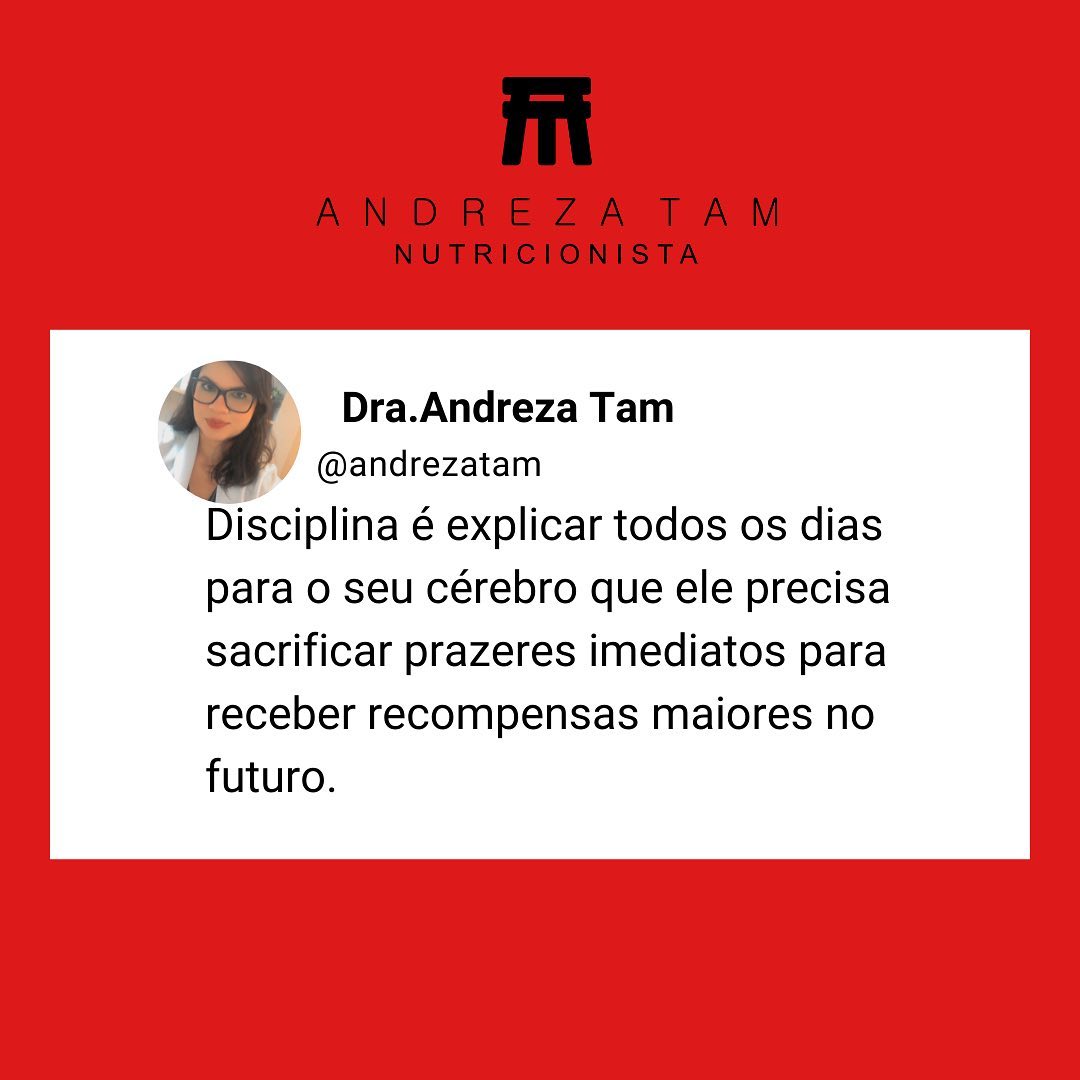 ANDREZA TAM
NUTRICIONISTA
Dra.Andreza Tam
@andrezatam
Disciplina é explicar todos os dias
para o seu cérebro que ele precisa
sacrificar prazeres imediatos para
receber recompensas maiores no
futuro.